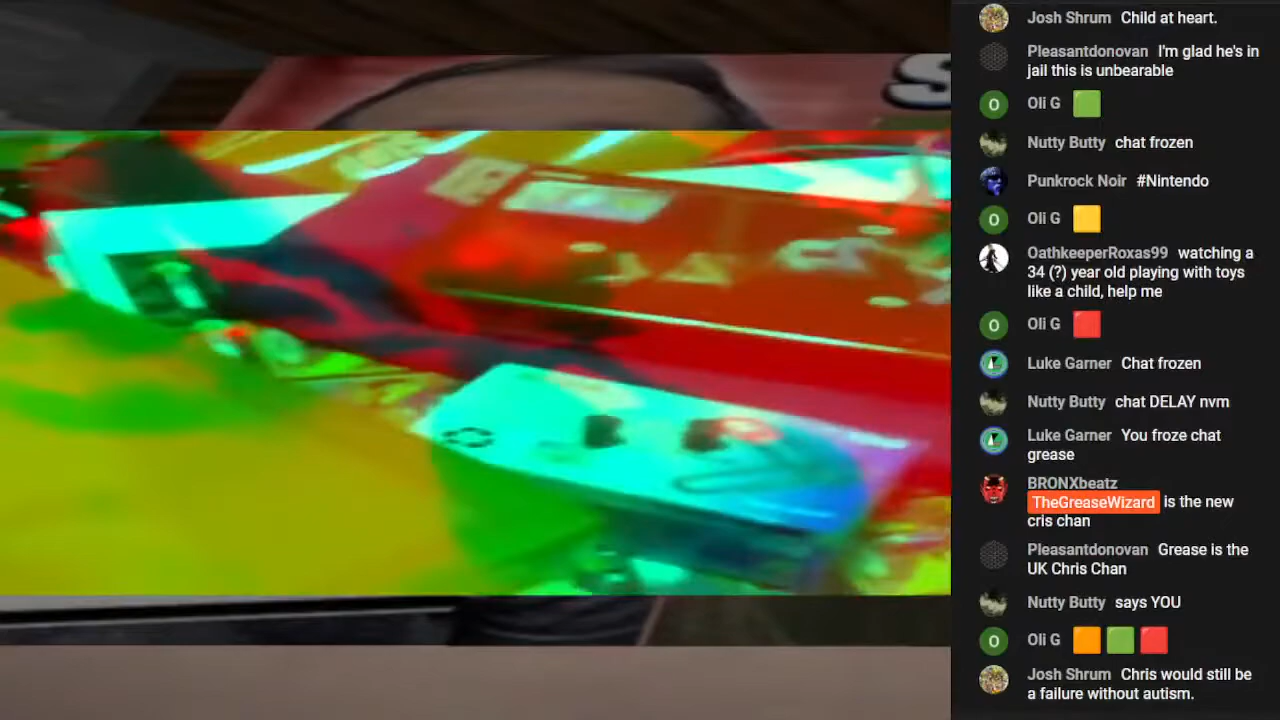 S
Josh Shrum Child at heart.
Pleasantdonovan I'm glad he's in
jail this is unbearable
O Oli G 🟩
Nutty Butty chat frozen
Punkrock Noir #Nintendo
O Oli G 🟨
OathkeeperRoxas99 watching a
34 (?) year old playing with toys
like a child, help me
O Oli G 🟥
Luke Garner Chat frozen
Nutty Butty chat DELAY nvm
Luke Garner You froze chat
grease
BRONXbeatz
TheGreaseWizard is the new
cris chan
Pleasantdonovan Grease is the
UK Chris Chan
Nutty Butty says YOU
O Oli G 🟧 🟩 🟥
Josh Shrum Chris would still be
a failure without autism.